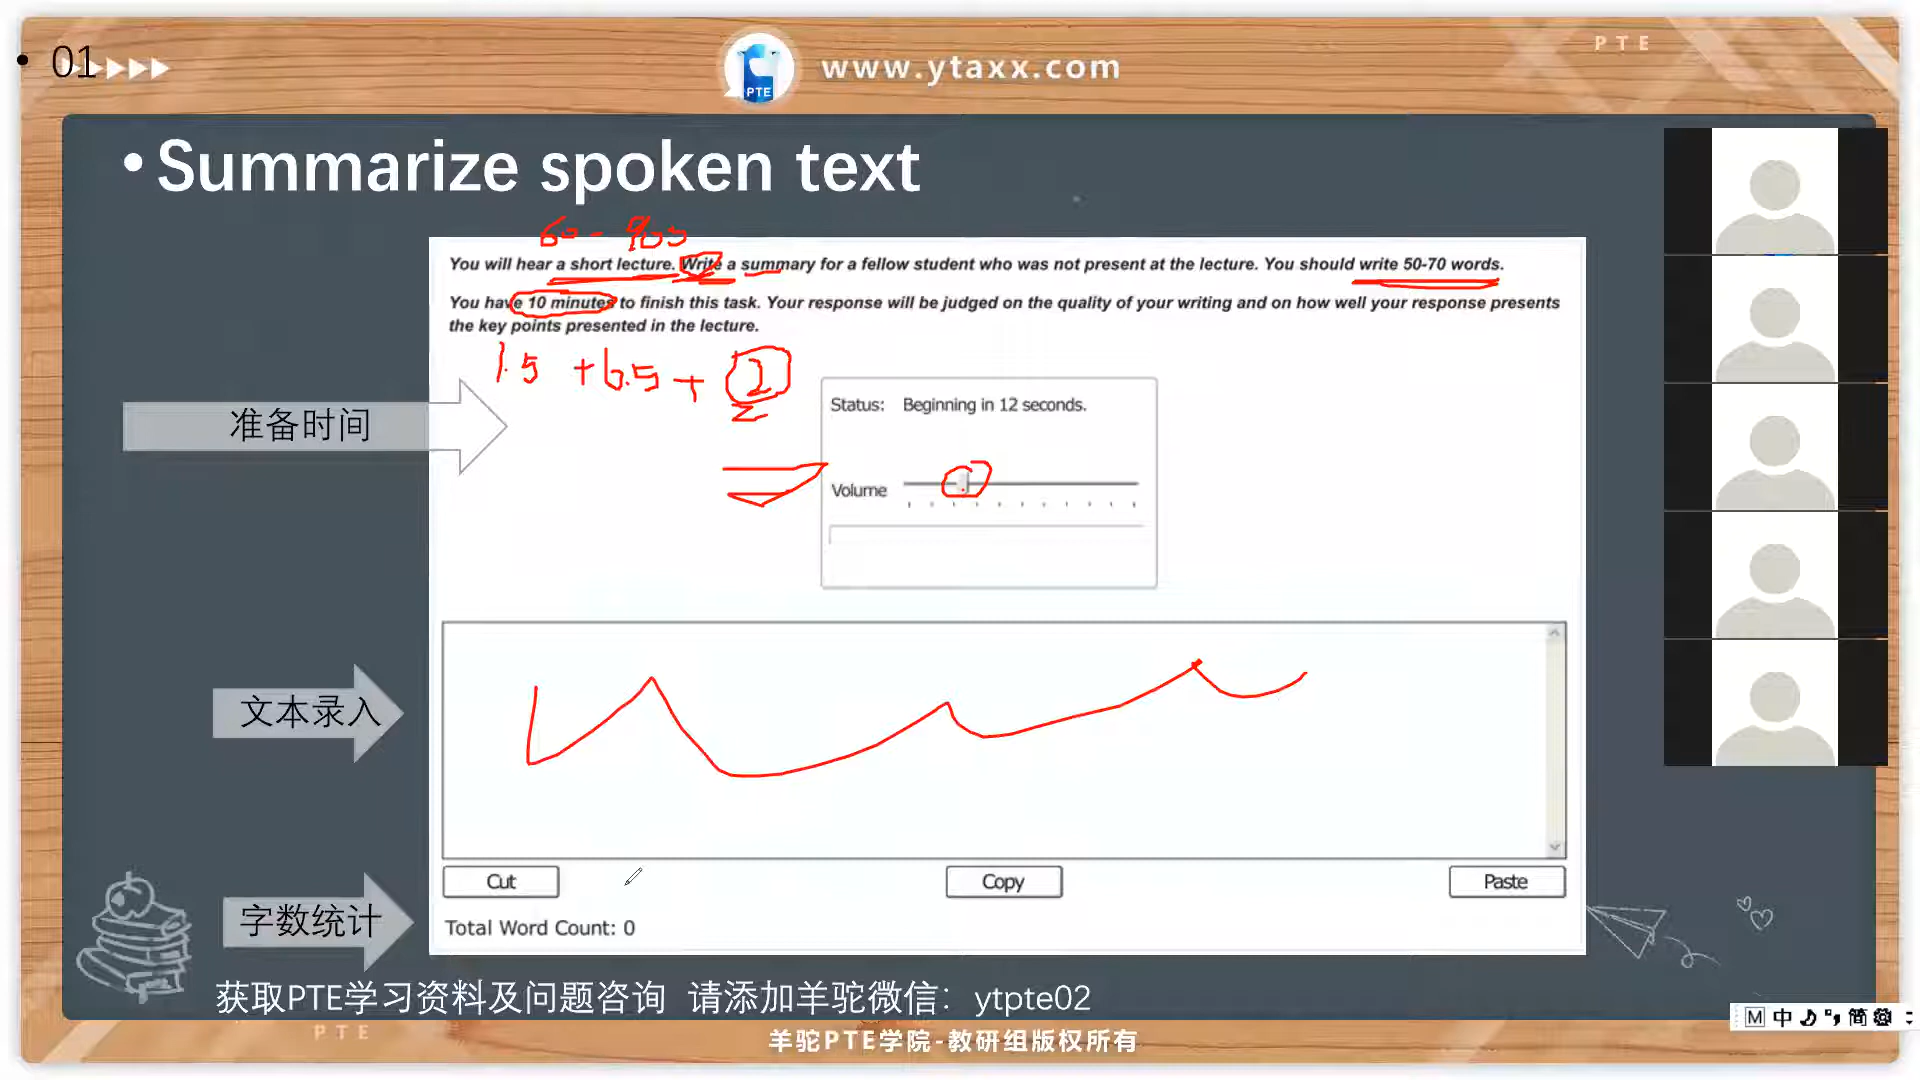 01
PTE
www.ytaxx.com
PTE
Summarize spoken text
60 - 90s
You will hear a short lecture. Write a summary for a fellow student who was not present at the lecture. You should write 50-70 words.
You have 10 minutes to finish this task. Your response will be judged on the quality of your writing and on how well your response presents
the key points presented in the lecture.
1.5 + 6.5 + 2
准备时间
Status: Beginning in 12 seconds.
Volume
文本录入
Cut
Copy
Paste
字数统计
Total Word Count: 0
获取PTE学习资料及问题咨询 请添加羊驼微信：ytpte02
M 中 简
PTE
羊驼PTE学院-教研组版权所有